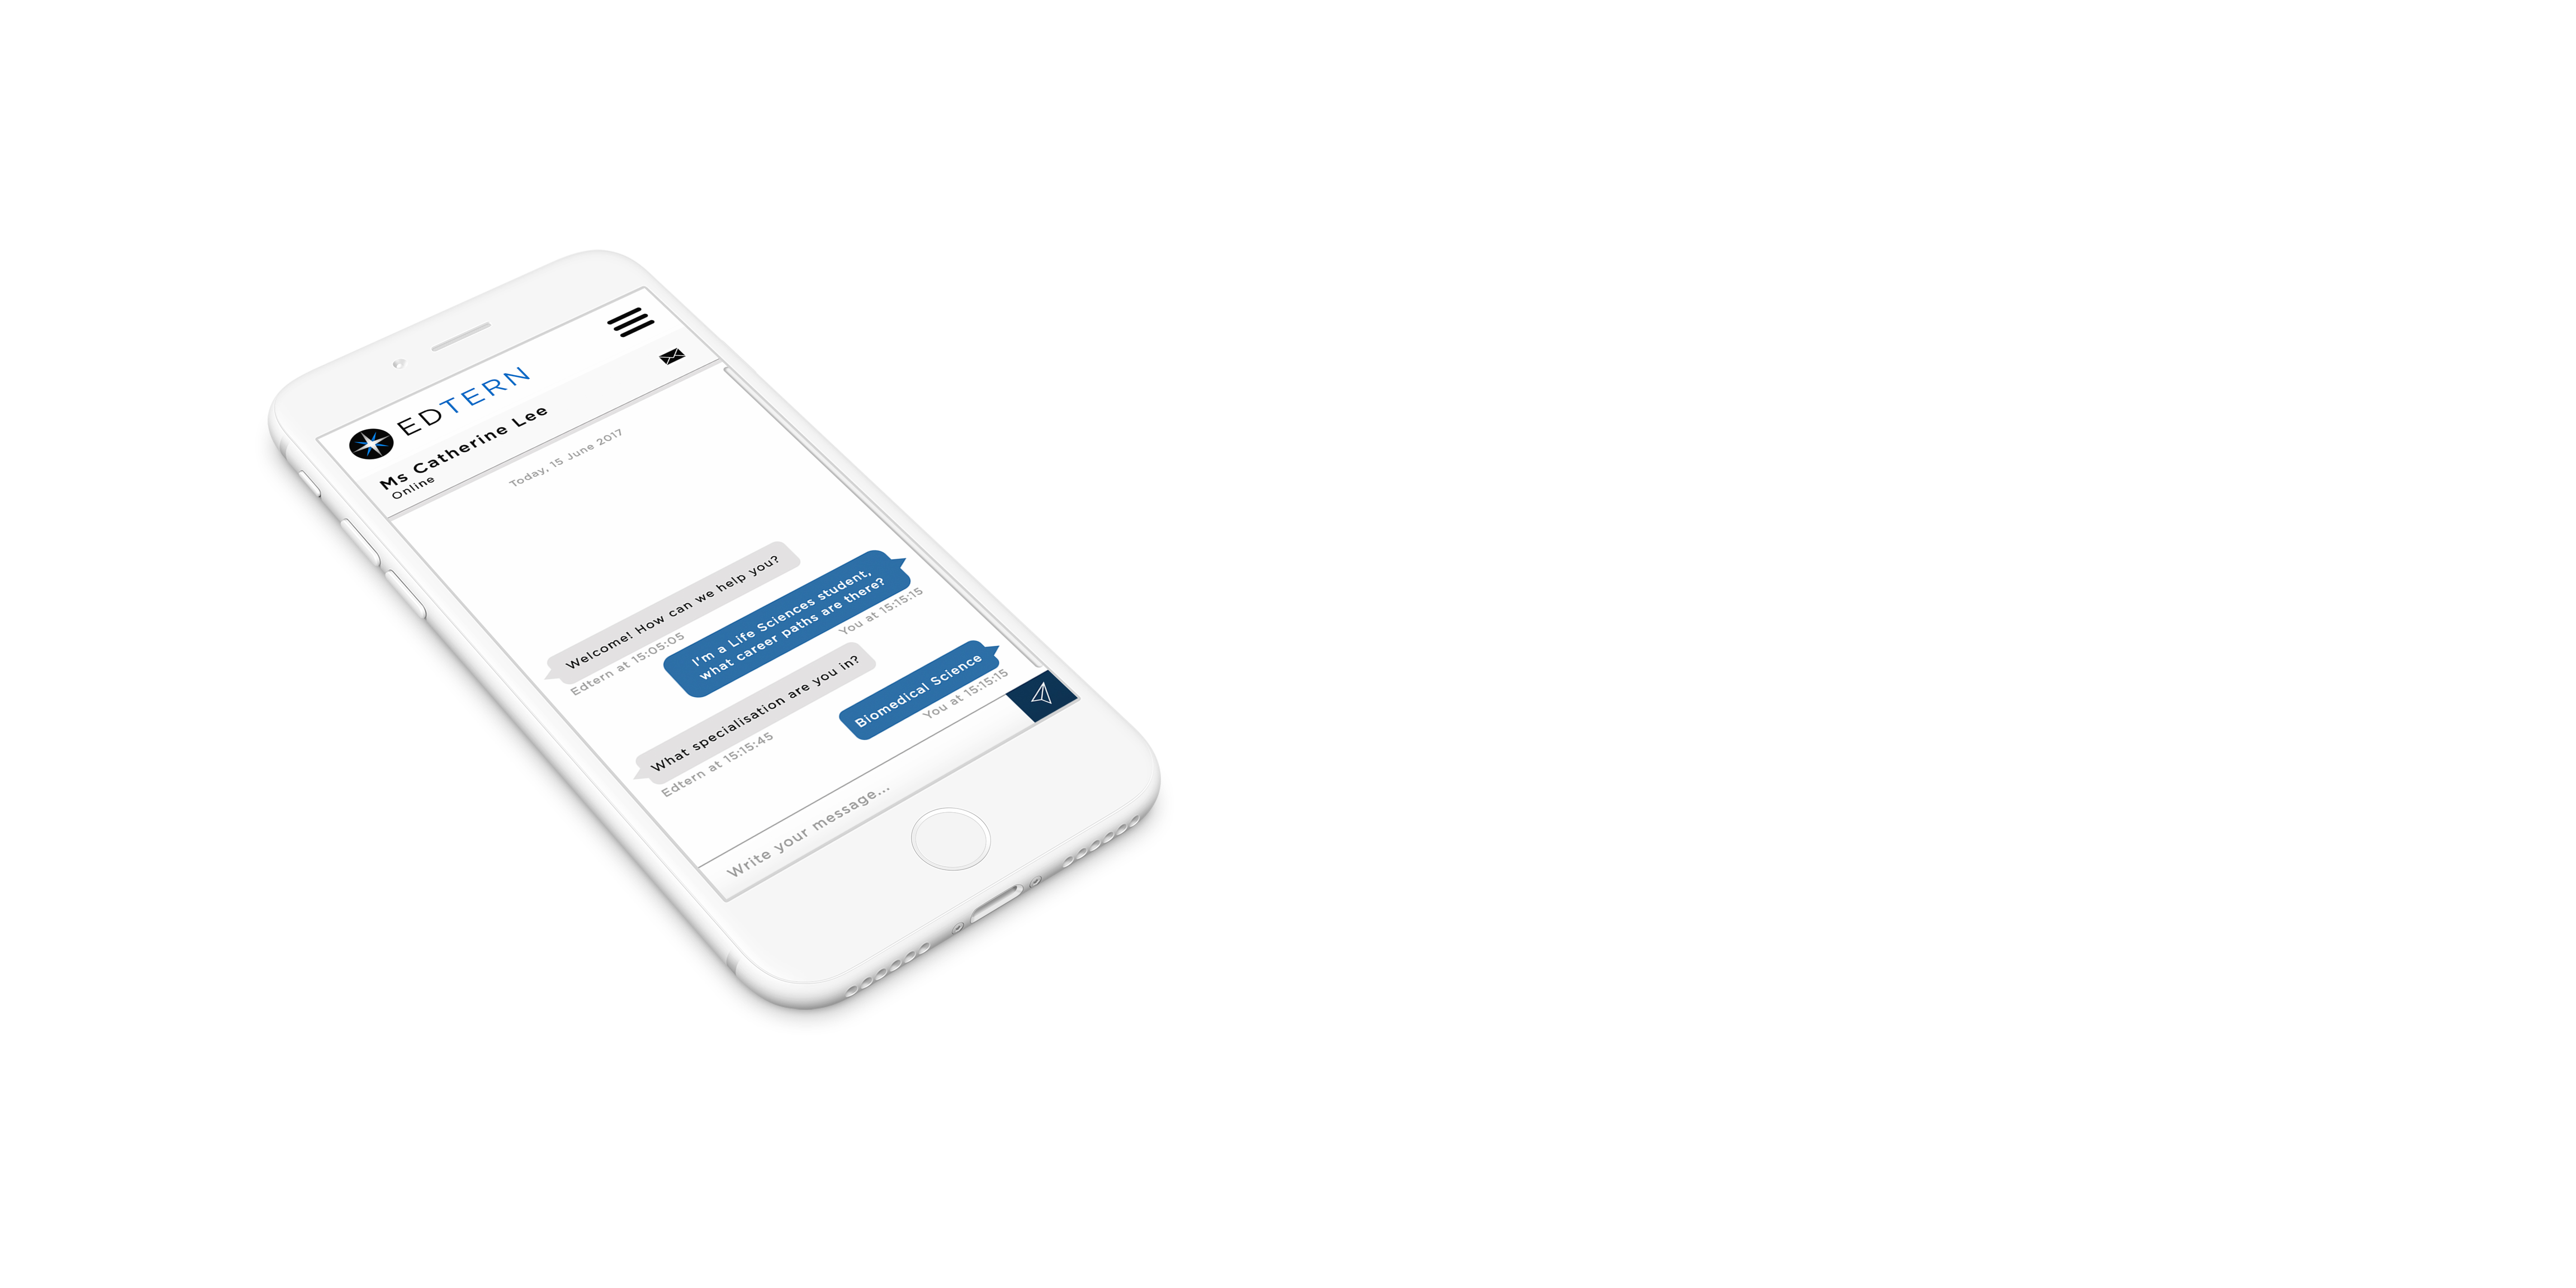 EDTERN
Ms Catherine Lee
Online
Today, 15 June 2017
Welcome! How can we help you?
Edtern at 15:05:05
I'm a Life Sciences student,
what career paths are there?
You at 15:15:15
What specialisation are you in?
Edtern at 15:15:45
Biomedical Science
You at 15:15:15
Write your message...